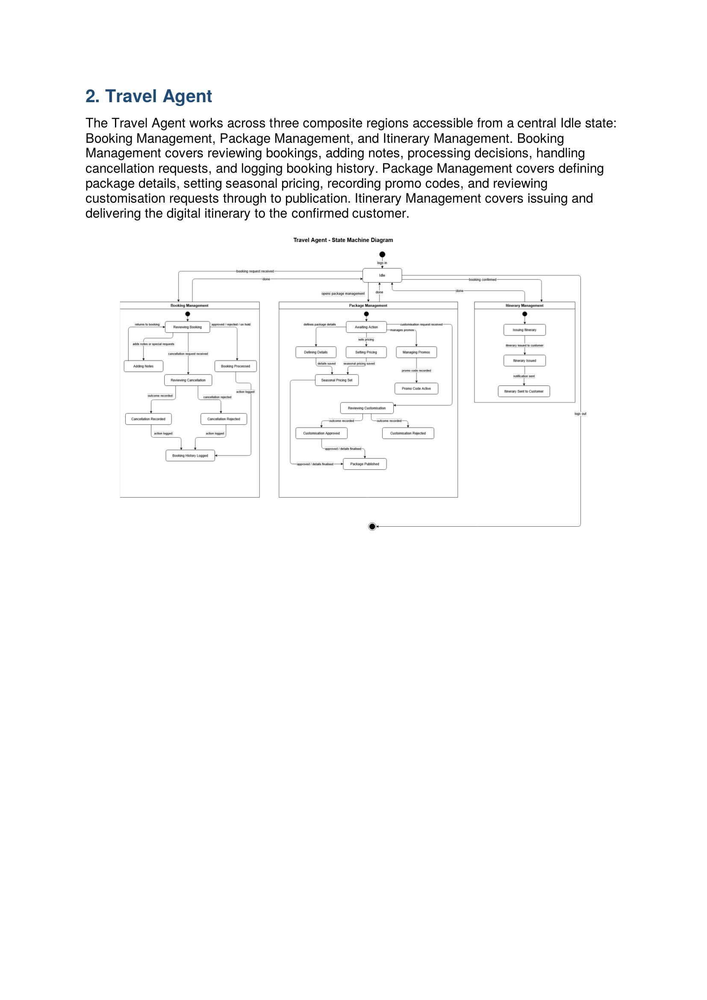 2. Travel Agent
The Travel Agent works across three composite regions accessible from a central Idle state:
Booking Management, Package Management, and Itinerary Management. Booking
Management covers reviewing bookings, adding notes, processing decisions, handling
cancellation requests, and logging booking history. Package Management covers defining
package details, setting seasonal pricing, recording promo codes, and reviewing
customisation requests through to publication. Itinerary Management covers issuing and
delivering the digital itinerary to the confirmed customer.
Travel Agent - State Machine Diagram
logs in
booking request received
Idle
done
booking confirmed
opens package management
done
done
Booking Management
returns to booking
Reviewing Booking
approved / rejected / on hold
adds notes or special requests
cancellation request received
Adding Notes
Booking Processed
Reviewing Cancellation
action logged
outcome recorded
cancellation rejected
Cancellation Recorded
Cancellation Rejected
action logged
action logged
Booking History Logged
Package Management
defines package details
Awaiting Action
customisation request received
manages promos
sets pricing
Defining Details
Setting Pricing
Managing Promos
details saved
seasonal pricing saved
promo code recorded
Seasonal Pricing Set
Promo Code Active
Reviewing Customisation
outcome recorded
outcome recorded
Customisation Approved
Customisation Rejected
approved / details finalised
approved / details finalised
Package Published
Itinerary Management
Issuing Itinerary
itinerary issued to customer
Itinerary Issued
notification sent
Itinerary Sent to Customer
logs out